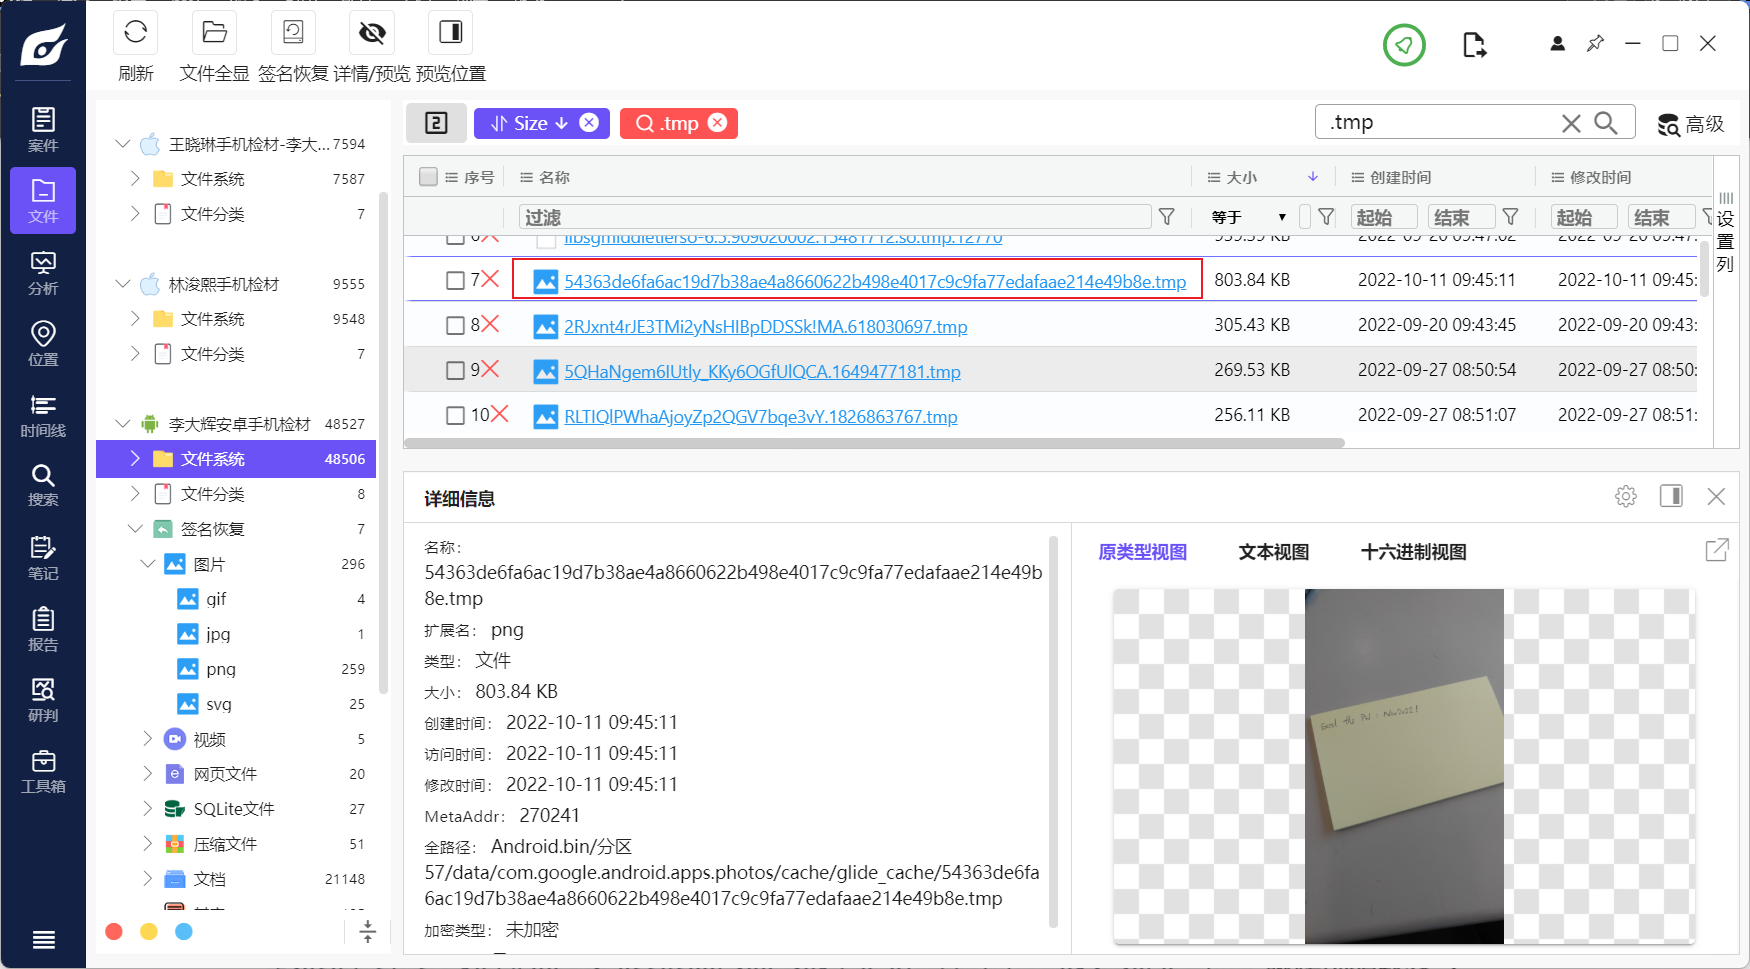 刷新
文件全显
签名恢复
详情/预览
预览位置
案件
文件
分析
位置
时间线
搜索
笔记
报告
研判
工具箱
王晓琳手机检材-李大... 7594
文件系统 7587
文件分类 7
林浚熙手机检材 9555
文件系统 9548
文件分类 7
李大辉安卓手机检材 48527
文件系统 48506
文件分类 8
签名恢复 7
图片 296
gif 4
jpg 1
png 259
svg 25
视频 5
网页文件 20
SQLite文件 27
压缩文件 51
文档 21148
Size
.tmp
.tmp
高级
序号 名称 大小 创建时间 修改时间
过滤 等于 起始 结束 起始 结束
设置列
libsgmiddletierso-6.5.909020002.15481712.so.tmp.12770
7 54363de6fa6ac19d7b38ae4a8660622b498e4017c9c9fa77edafaae214e49b8e.tmp 803.84 KB 2022-10-11 09:45:11 2022-10-11 09:45:
8 2RJxnt4rJE3TMi2yNsHIBpDDSSk!MA.618030697.tmp 305.43 KB 2022-09-20 09:43:45 2022-09-20 09:43:
9 5QHaNgem6IUtly_KKy6OGfUlQCA.1649477181.tmp 269.53 KB 2022-09-27 08:50:54 2022-09-27 08:50:
10 RLTIQlPWhaAjoyZp2QGV7bqe3vY.1826863767.tmp 256.11 KB 2022-09-27 08:51:07 2022-09-27 08:51:
详细信息
名称：
54363de6fa6ac19d7b38ae4a8660622b498e4017c9c9fa77edafaae214e49b
8e.tmp
扩展名： png
类型： 文件
大小： 803.84 KB
创建时间： 2022-10-11 09:45:11
访问时间： 2022-10-11 09:45:11
修改时间： 2022-10-11 09:45:11
MetaAddr： 270241
全路径： Android.bin/分区
57/data/com.google.android.apps.photos/cache/glide_cache/54363de6fa
6ac19d7b38ae4a8660622b498e4017c9c9fa77edafaae214e49b8e.tmp
加密类型： 未加密
原类型视图
文本视图
十六进制视图